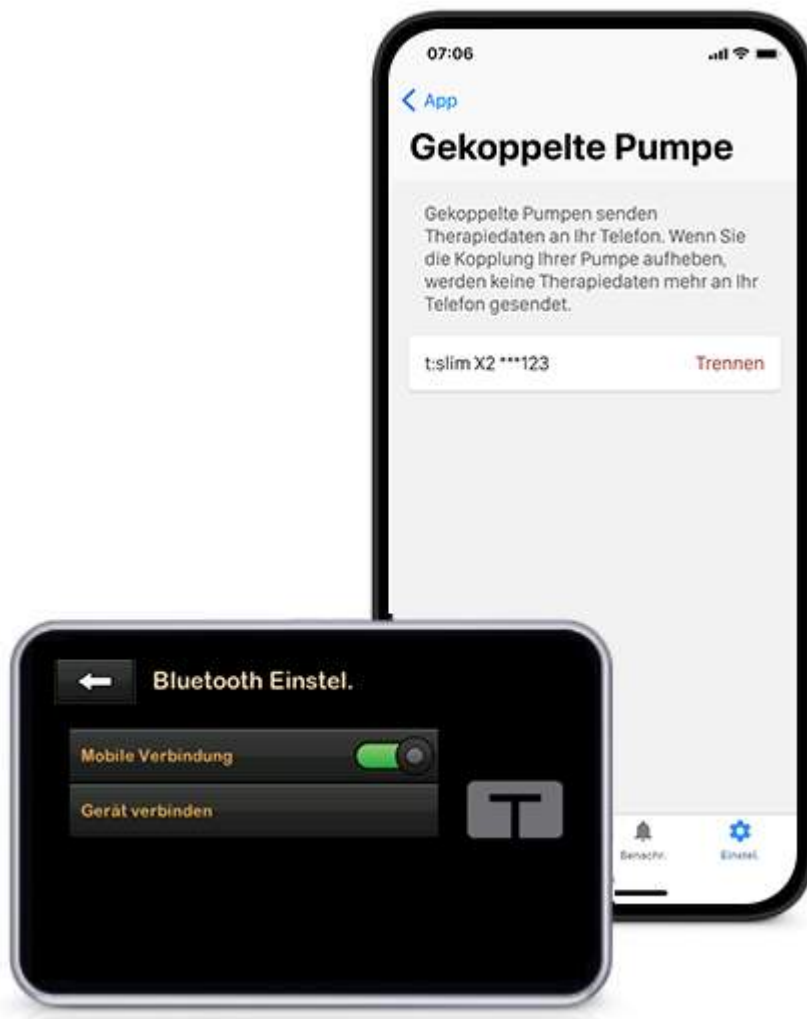 07:06
App
Gekoppelte Pumpe
Gekoppelte Pumpen senden
Therapiedaten an Ihr Telefon. Wenn Sie
die Kopplung Ihrer Pumpe aufheben,
werden keine Therapiedaten mehr an Ihr
Telefon gesendet.
t:slim X2 ***123 Trennen
Bluetooth Einstel.
Mobile Verbindung
Gerät verbinden
T
Benachr. Einstel.